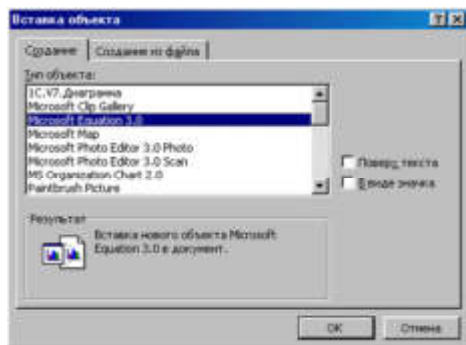 Вставка объекта
Создание
Создание из файла
Тип объекта:
1C.V7.Диаграмма
Microsoft Clip Gallery
Microsoft Equation 3.0
Microsoft Map
Microsoft Photo Editor 3.0 Photo
Microsoft Photo Editor 3.0 Scan
MS Organization Chart 2.0
Paintbrush Picture
Поверх текста
В виде значка
Результат
Вставка нового объекта Microsoft
Equation 3.0 в документ.
OK
Отмена